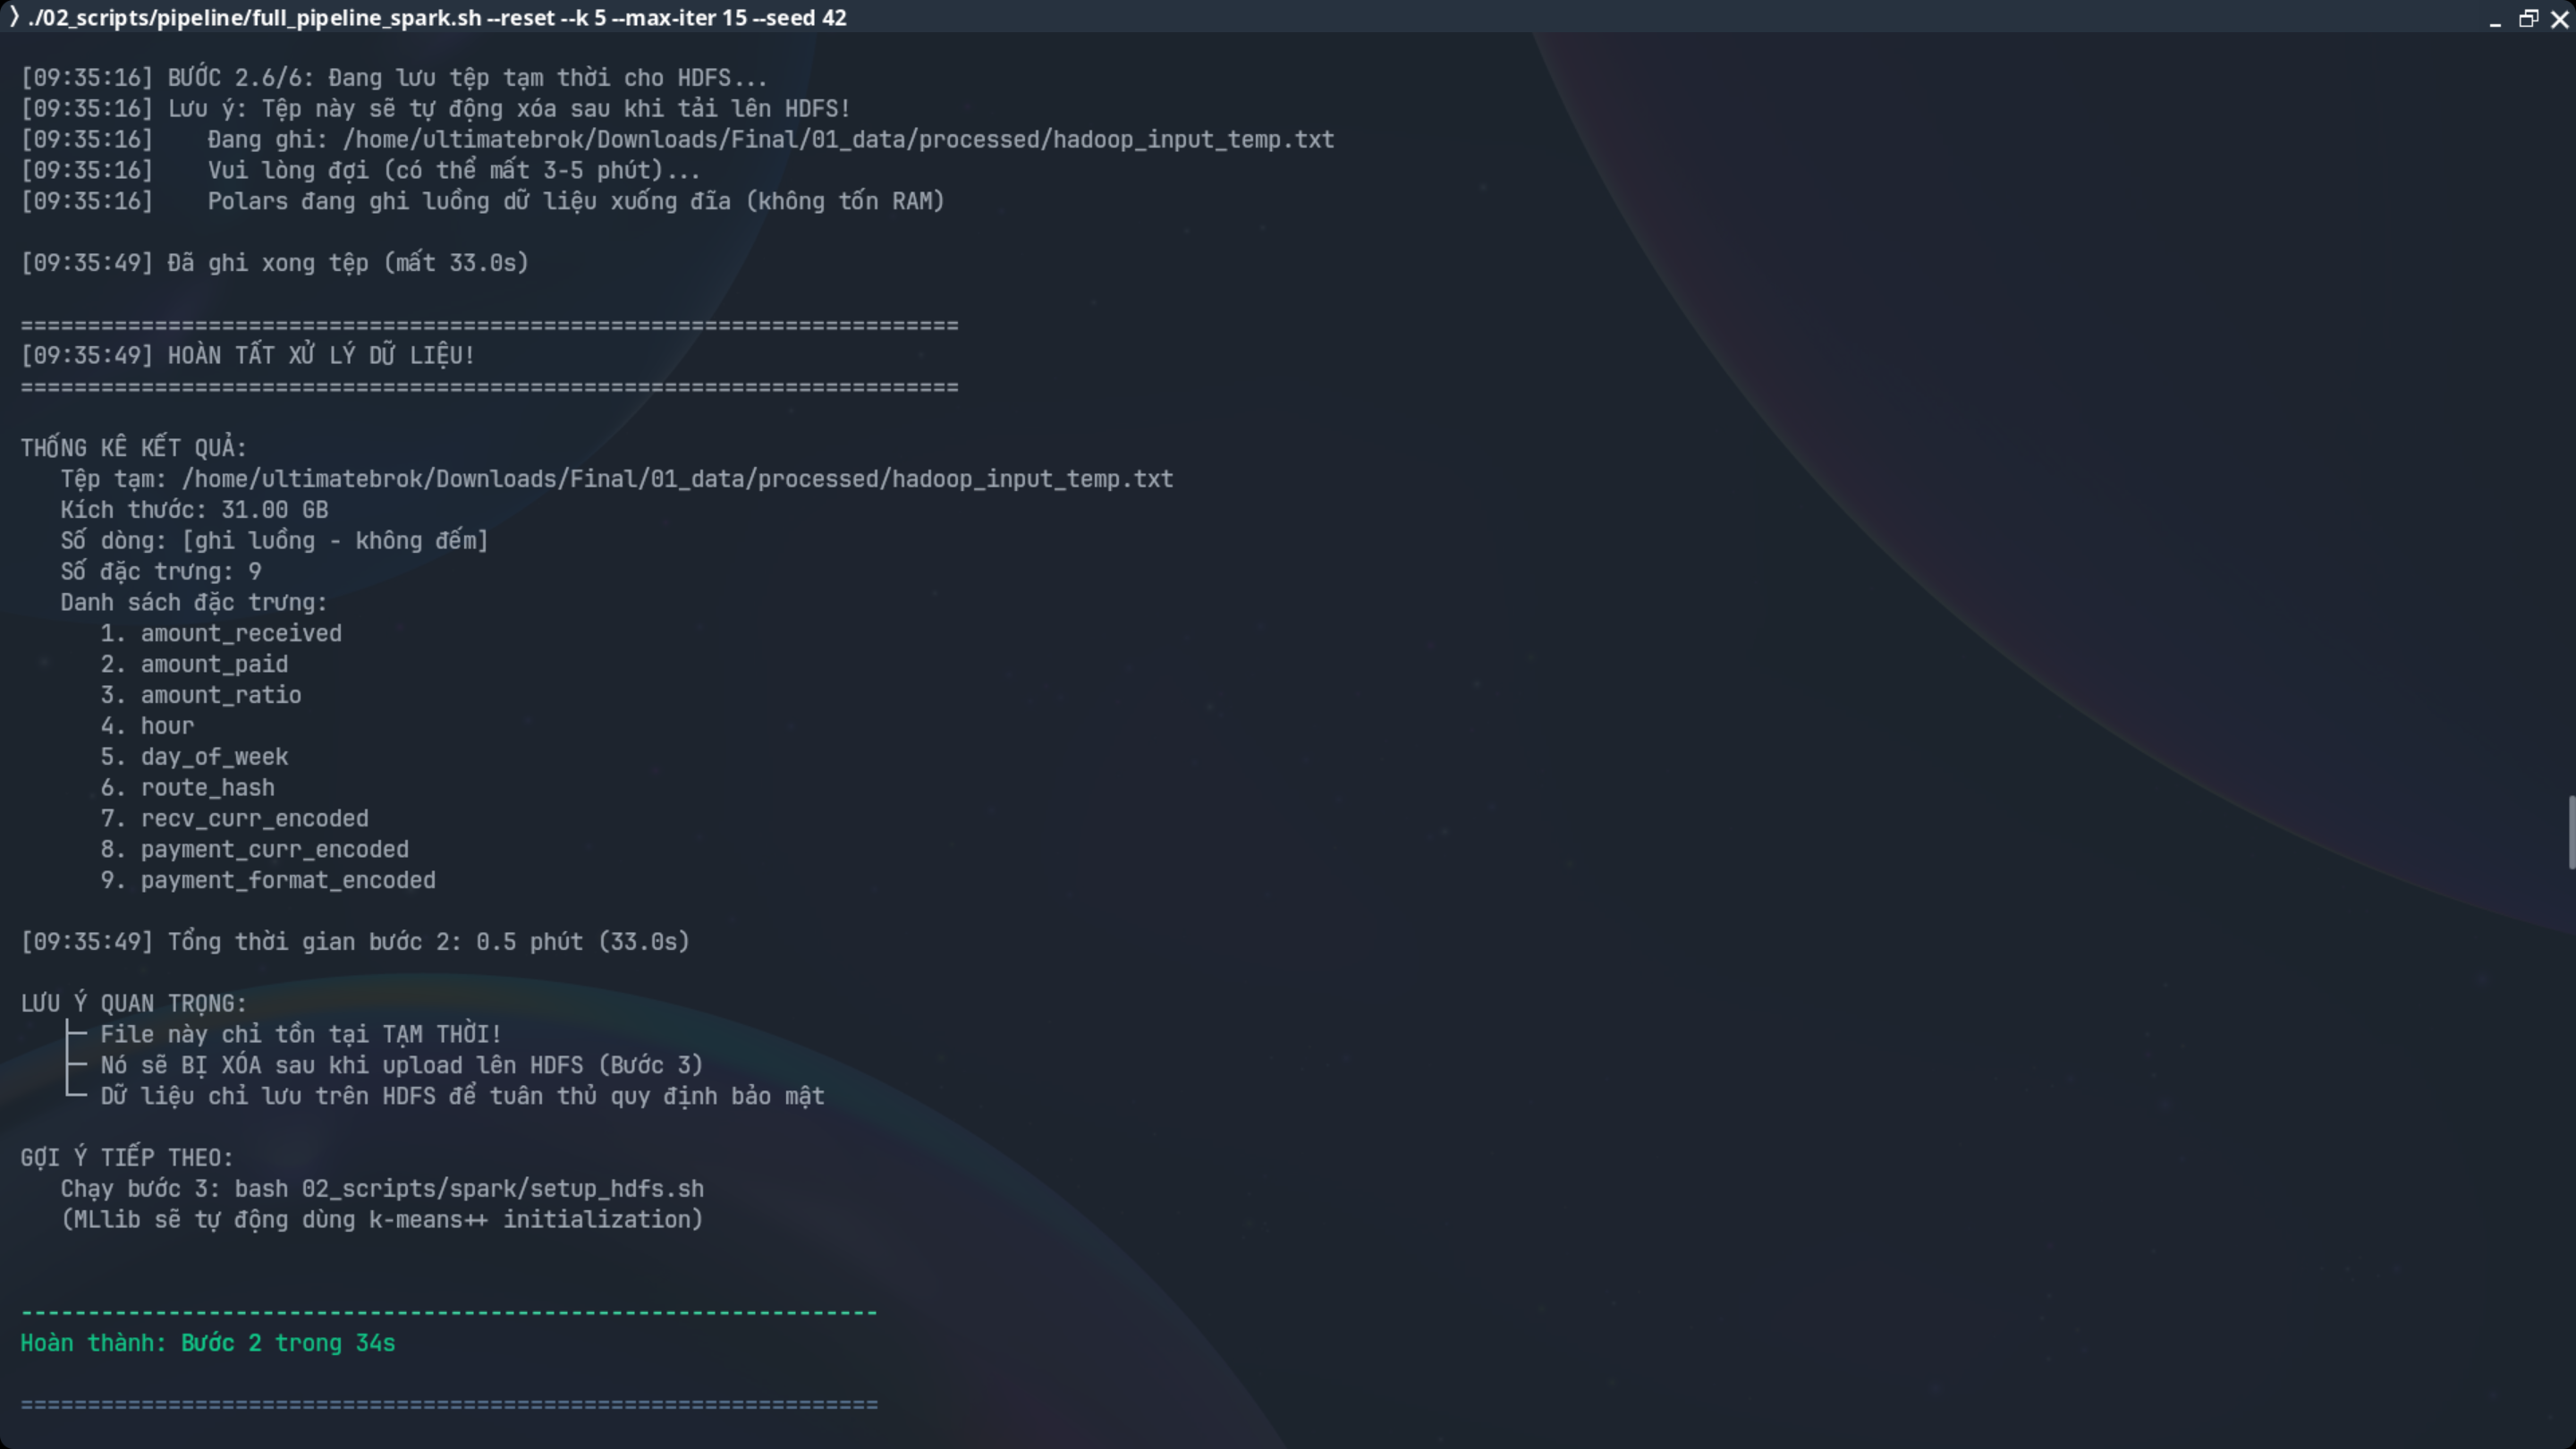 ❯ ./02_scripts/pipeline/full_pipeline_spark.sh --reset --k 5 --max-iter 15 --seed 42
[09:35:16] BƯỚC 2.6/6: Đang lưu tệp tạm thời cho HDFS...
[09:35:16] Lưu ý: Tệp này sẽ tự động xóa sau khi tải lên HDFS!
[09:35:16]    Đang ghi: /home/ultimatebrok/Downloads/Final/01_data/processed/hadoop_input_temp.txt
[09:35:16]    Vui lòng đợi (có thể mất 3-5 phút)...
[09:35:16]    Polars đang ghi luồng dữ liệu xuống đĩa (không tốn RAM)
[09:35:49] Đã ghi xong tệp (mất 33.0s)
======================================================================
[09:35:49] HOÀN TẤT XỬ LÝ DỮ LIỆU!
======================================================================
THỐNG KÊ KẾT QUẢ:
   Tệp tạm: /home/ultimatebrok/Downloads/Final/01_data/processed/hadoop_input_temp.txt
   Kích thước: 31.00 GB
   Số dòng: [ghi luồng - không đếm]
   Số đặc trưng: 9
   Danh sách đặc trưng:
      1. amount_received
      2. amount_paid
      3. amount_ratio
      4. hour
      5. day_of_week
      6. route_hash
      7. recv_curr_encoded
      8. payment_curr_encoded
      9. payment_format_encoded
[09:35:49] Tổng thời gian bước 2: 0.5 phút (33.0s)
LƯU Ý QUAN TRỌNG:
   ├─ File này chỉ tồn tại TẠM THỜI!
   ├─ Nó sẽ BỊ XÓA sau khi upload lên HDFS (Bước 3)
   └─ Dữ liệu chỉ lưu trên HDFS để tuân thủ quy định bảo mật
GỢI Ý TIẾP THEO:
   Chạy bước 3: bash 02_scripts/spark/setup_hdfs.sh
   (MLlib sẽ tự động dùng k-means++ initialization)
----------------------------------------------------------------
Hoàn thành: Bước 2 trong 34s
================================================================